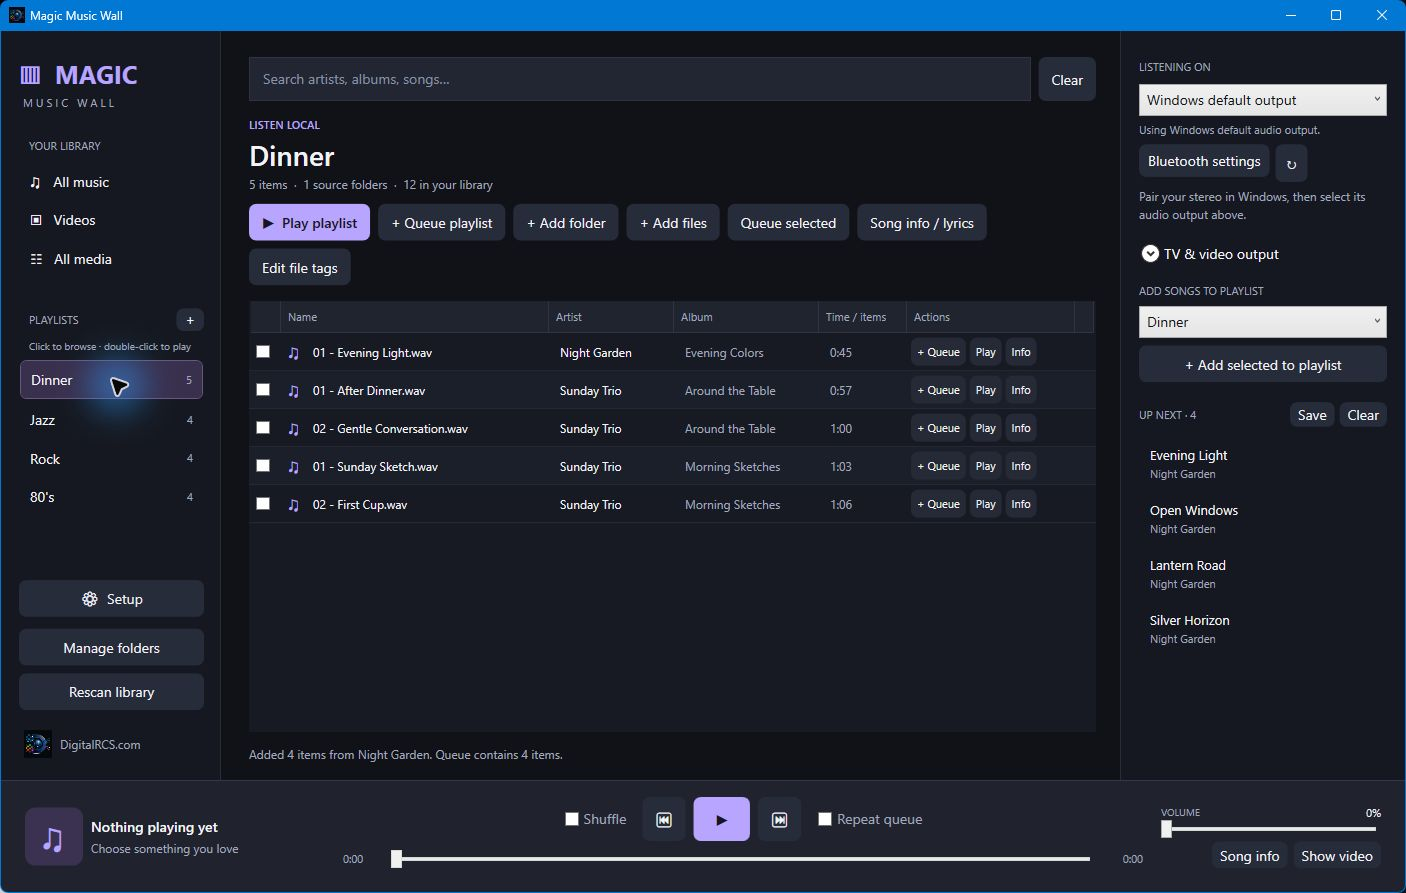 Magic Music Wall
MAGIC
MUSIC WALL
YOUR LIBRARY
All music
Videos
All media
PLAYLISTS +
Click to browse · double-click to play
Dinner 5
Jazz 4
Rock 4
80's 4
Setup
Manage folders
Rescan library
DigitalRCS.com
Search artists, albums, songs... Clear
LISTEN LOCAL
Dinner
5 items · 1 source folders · 12 in your library
▶ Play playlist + Queue playlist + Add folder + Add files Queue selected Song info / lyrics
Edit file tags
Name Artist Album Time / items Actions
01 - Evening Light.wav Night Garden Evening Colors 0:45 + Queue Play Info
01 - After Dinner.wav Sunday Trio Around the Table 0:57 + Queue Play Info
02 - Gentle Conversation.wav Sunday Trio Around the Table 1:00 + Queue Play Info
01 - Sunday Sketch.wav Sunday Trio Morning Sketches 1:03 + Queue Play Info
02 - First Cup.wav Sunday Trio Morning Sketches 1:06 + Queue Play Info
Added 4 items from Night Garden. Queue contains 4 items.
LISTENING ON
Windows default output
Using Windows default audio output.
Bluetooth settings ↻
Pair your stereo in Windows, then select its
audio output above.
TV & video output
ADD SONGS TO PLAYLIST
Dinner
+ Add selected to playlist
UP NEXT · 4 Save Clear
Evening Light
Night Garden
Open Windows
Night Garden
Lantern Road
Night Garden
Silver Horizon
Night Garden
Nothing playing yet
Choose something you love
Shuffle Repeat queue
0:00 0:00
VOLUME 0%
Song info Show video